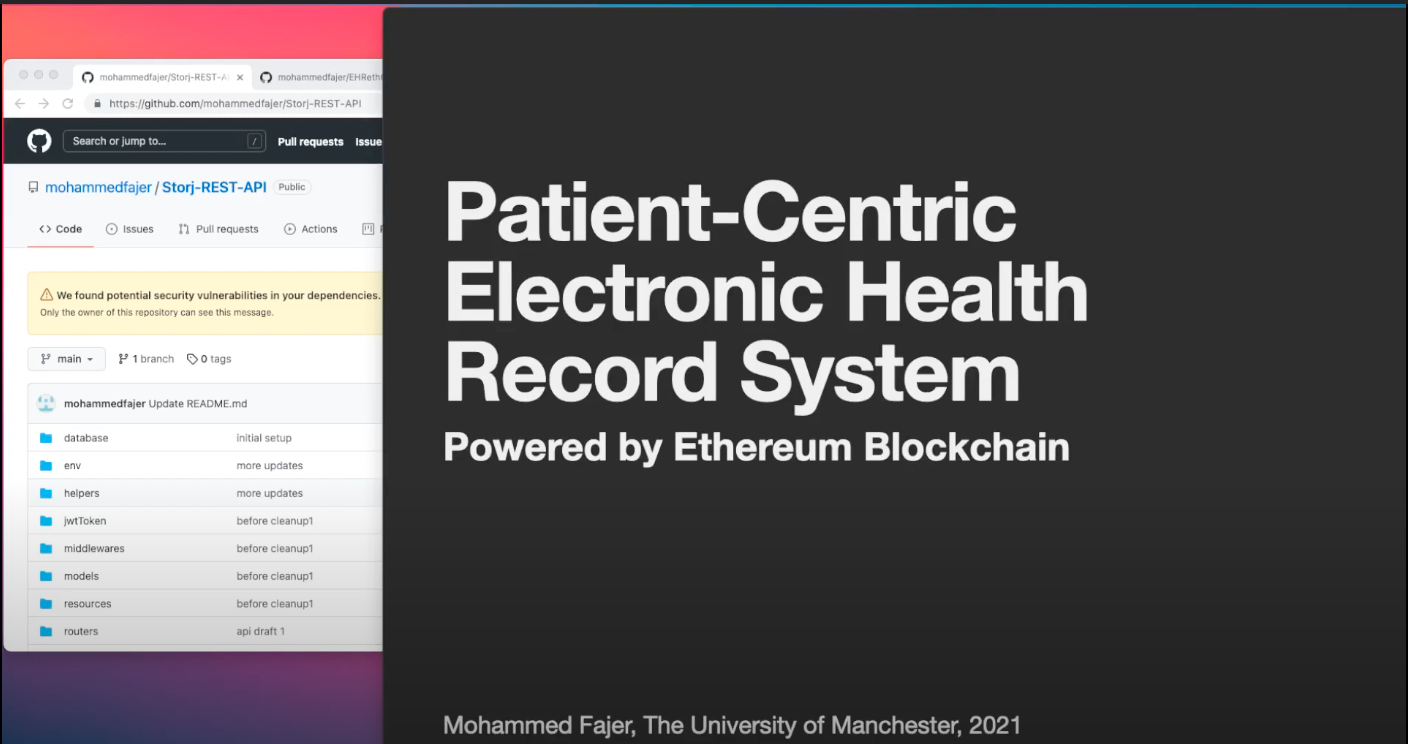 mohammedfajer/Storj-REST-A
mohammedfajer/EHReth
https://github.com/mohammedfajer/Storj-REST-API
Search or jump to... /
Pull requests Issue
mohammedfajer / Storj-REST-API Public
<> Code Issues Pull requests Actions
We found potential security vulnerabilities in your dependencies.
Only the owner of this repository can see this message.
main 1 branch 0 tags
mohammedfajer Update README.md
database initial setup
env more updates
helpers more updates
jwtToken before cleanup1
middlewares before cleanup1
models before cleanup1
resources before cleanup1
routers api draft 1
Patient-Centric
Electronic Health
Record System
Powered by Ethereum Blockchain
Mohammed Fajer, The University of Manchester, 2021